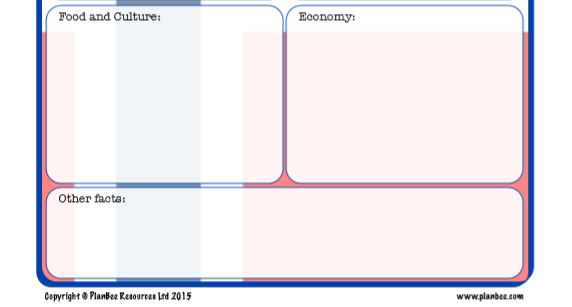 Food and Culture:
Economy:
Other facts:
Copyright © PlanBee Resources Ltd 2015
www.planbee.com